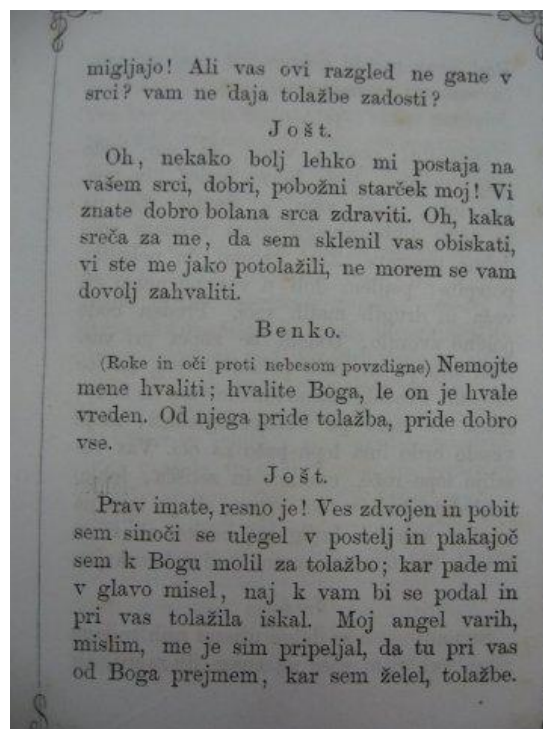 migljajo! Ali vas ovi razgled ne gane v
srci? vam ne daja tolažbe zadosti?
Jošt.
Oh, nekako bolj lehko mi postaja na
vašem srci, dobri, pobožni starček moj! Vi
znate dobro bolana srca zdraviti. Oh, kaka
sreča za me, da sem sklenil vas obiskati,
vi ste me jako potolažili, ne morem se vam
dovolj zahvaliti.
Benko.
(Roke in oči proti nebesom povzdigne) Nemojte
mene hvaliti; hvalite Boga, le on je hvale
vreden. Od njega pride tolažba, pride dobro
vse.
Jošt.
Prav imate, resno je! Ves zdvojen in pobit
sem sinoči se ulegel v postelj in plakajoč
sem k Bogu molil za tolažbo; kar pade mi
v glavo misel, naj k vam bi se podal in
pri vas tolažila iskal. Moj angel varih,
mislim, me je sim pripeljal, da tu pri vas
od Boga prejmem, kar sem želel, tolažbe.